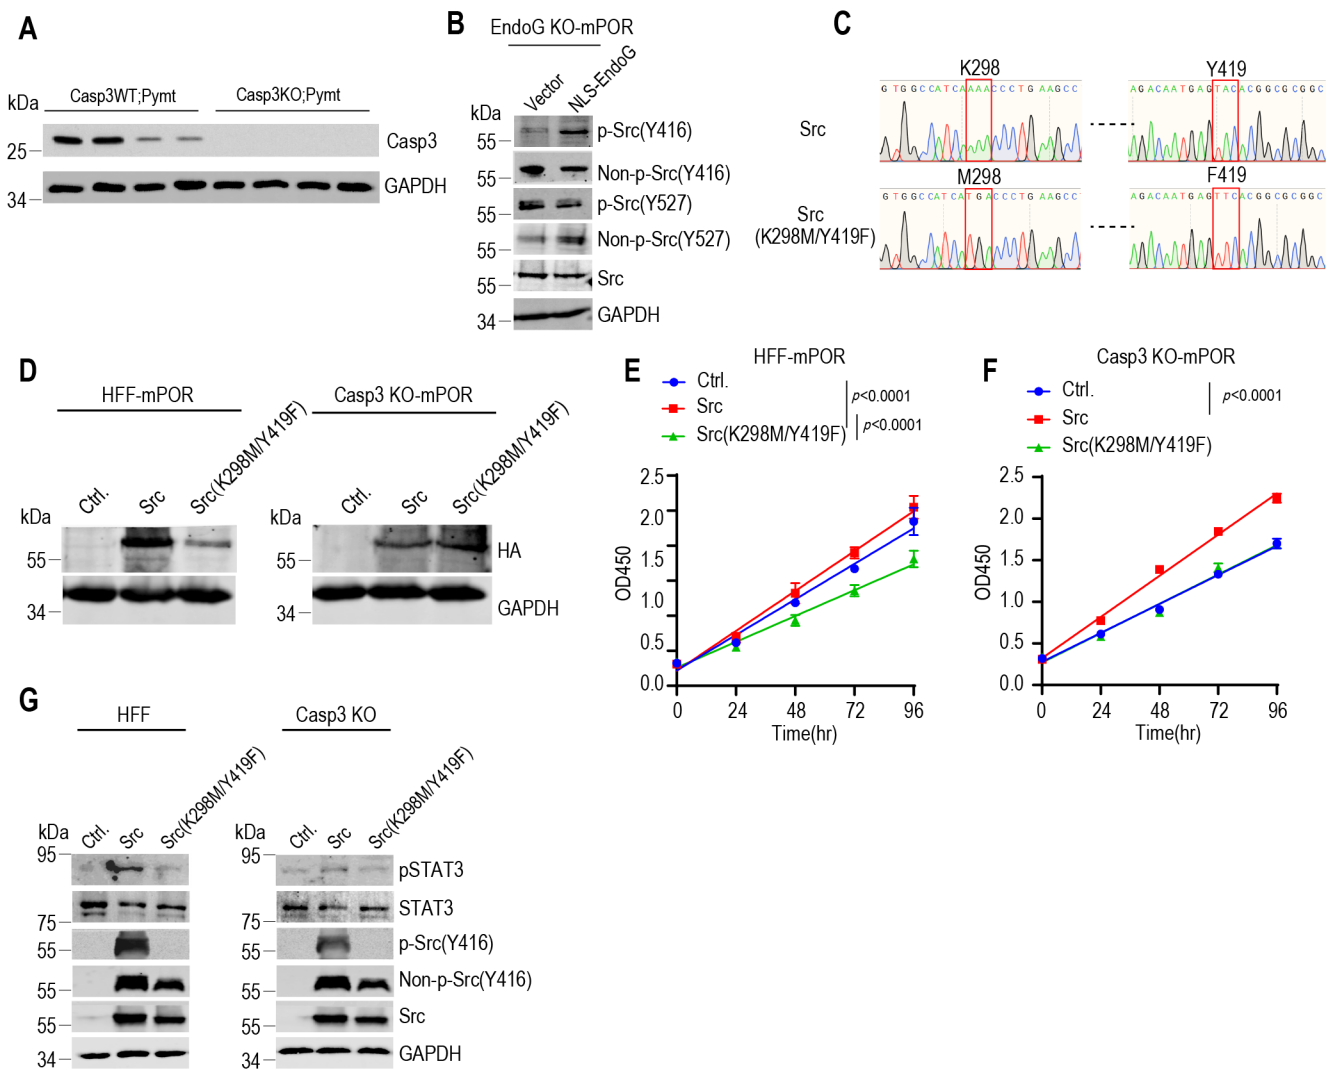 A
kDa
Casp3WT;Pymt
Casp3KO;Pymt
Casp3
25
GAPDH
34
B
EndoG KO-mPOR
Vector
NLS-EndoG
kDa
55
p-Src(Y416)
55
Non-p-Src(Y416)
55
p-Src(Y527)
55
Non-p-Src(Y527)
55
Src
34
GAPDH
C
K298
Y419
G TGGCCATCAAAACCCTGAAGCC
AGACAATGAGTACACGGCGCGGC
Src
M298
F419
G TGGCCATCATGACCCTGAAGCC
AGACAATGAGTTCACGGCGCGGC
Src
(K298M/Y419F)
D
HFF-mPOR
Casp3 KO-mPOR
Ctrl.
Src
Src(K298M/Y419F)
Ctrl.
Src
Src(K298M/Y419F)
kDa
kDa
55
55
HA
34
34
GAPDH
E
HFF-mPOR
Ctrl.
Src
Src(K298M/Y419F)
p<0.0001
p<0.0001
2.5
2.0
1.5
1.0
0.5
0.0
OD450
0 24 48 72 96
Time(hr)
F
Casp3 KO-mPOR
Ctrl.
Src
Src(K298M/Y419F)
p<0.0001
2.5
2.0
1.5
1.0
0.5
0.0
OD450
0 24 48 72 96
Time(hr)
G
HFF
Casp3 KO
Ctrl.
Src
Src(K298M/Y419F)
Ctrl.
Src
Src(K298M/Y419F)
kDa
kDa
95
95
pSTAT3
STAT3
75
75
p-Src(Y416)
55
55
Non-p-Src(Y416)
55
55
Src
55
55
GAPDH
34
34